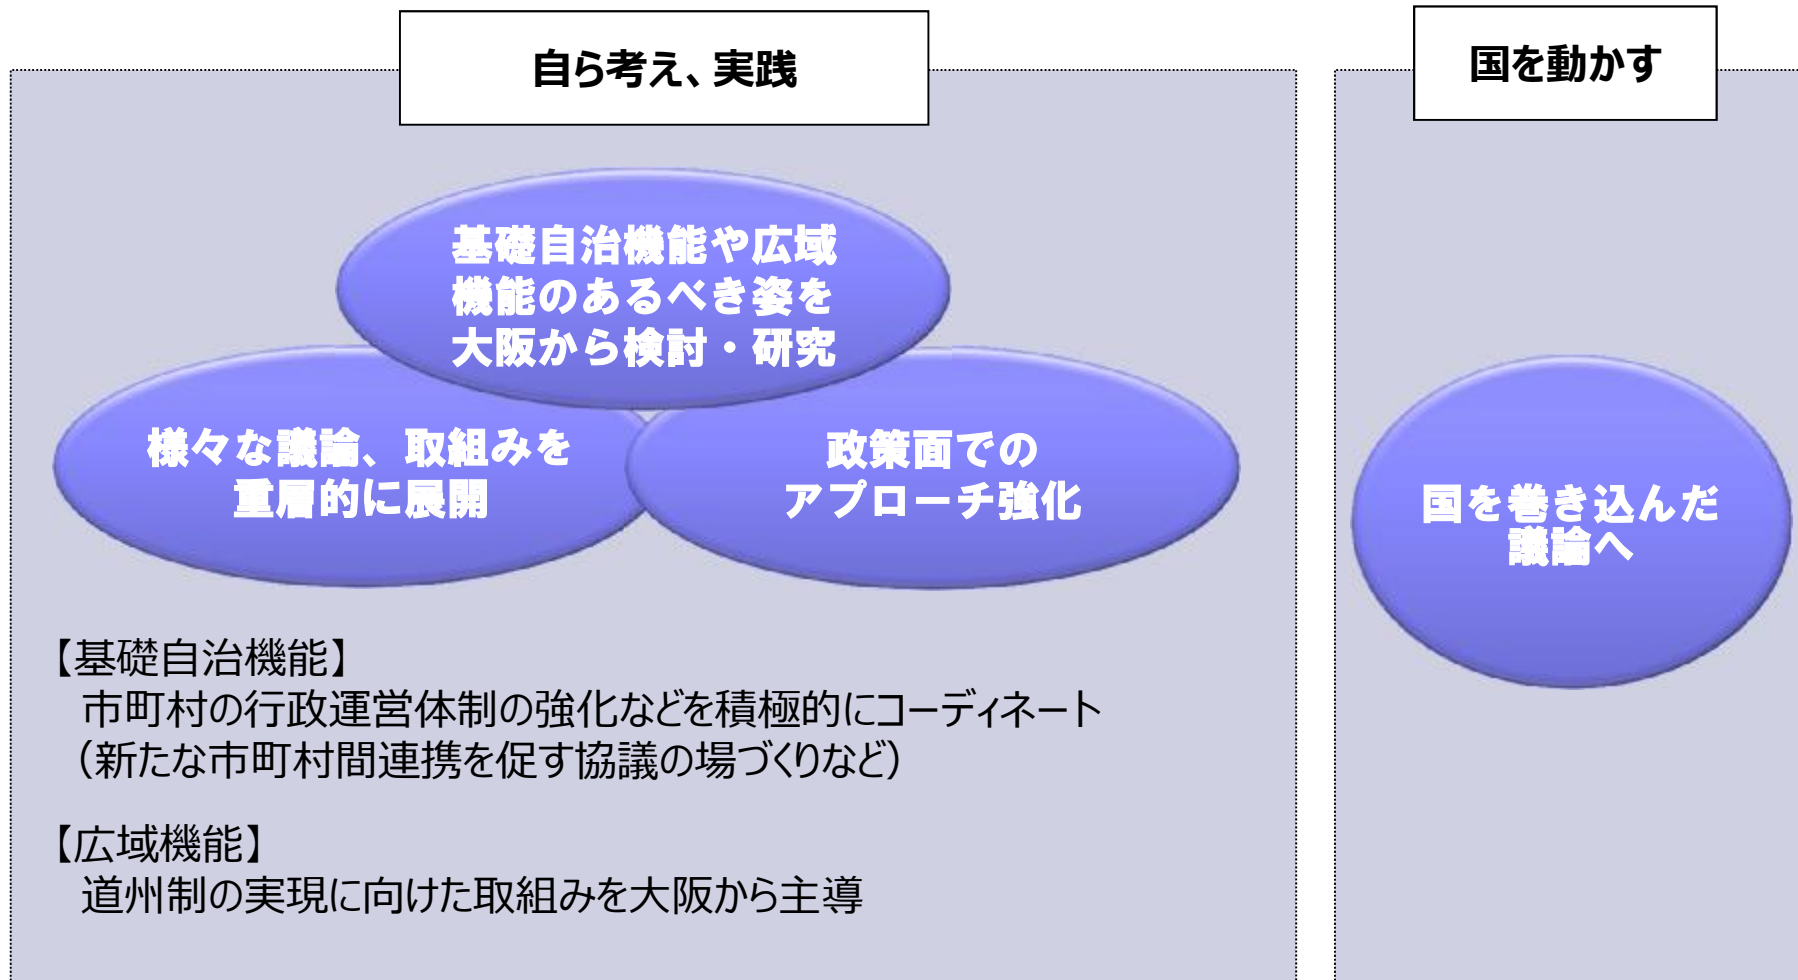 自ら考え、実践
基礎自治機能や広域
機能のあるべき姿を
大阪から検討・研究
様々な議論、取組みを
重層的に展開
政策面での
アプローチ強化
【基礎自治機能】
市町村の行政運営体制の強化などを積極的にコーディネート
（新たな市町村間連携を促す協議の場づくりなど）
【広域機能】
道州制の実現に向けた取組みを大阪から主導
国を動かす
国を巻き込んだ
議論へ